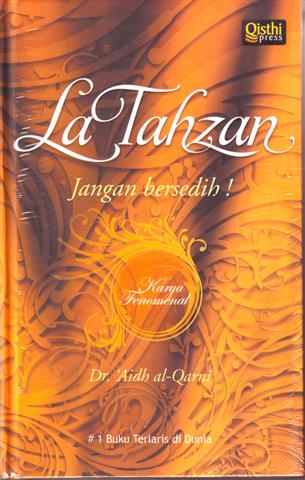 Qisthi
press
La Tahzan
Jangan bersedih !
Karya
Fenomenal
Dr. 'Aidh al-Qarni
# 1 Buku Terlaris di Dunia